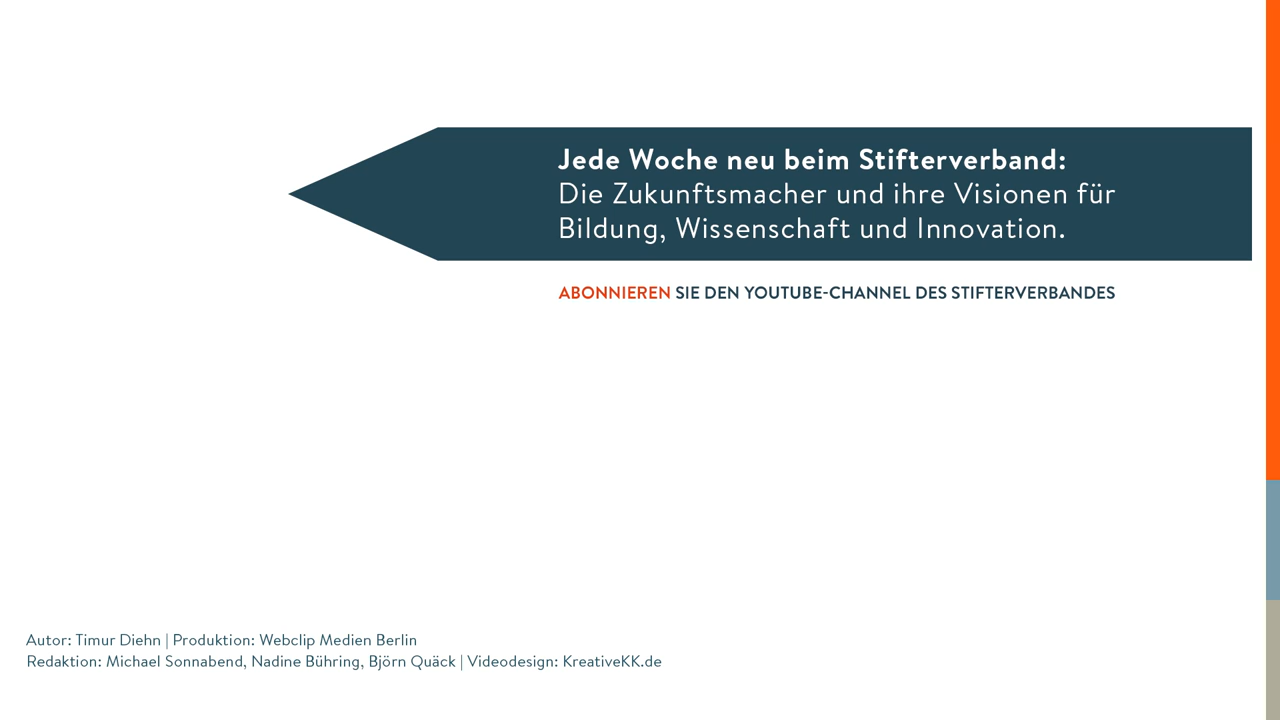 Jede Woche neu beim Stifterverband:
Die Zukunftsmacher und ihre Visionen für
Bildung, Wissenschaft und Innovation.
ABONNIEREN SIE DEN YOUTUBE-CHANNEL DES STIFTERVERBANDES
Autor: Timur Diehn | Produktion: Webclip Medien Berlin
Redaktion: Michael Sonnabend, Nadine Bühring, Björn Quäck | Videodesign: KreativeKK.de